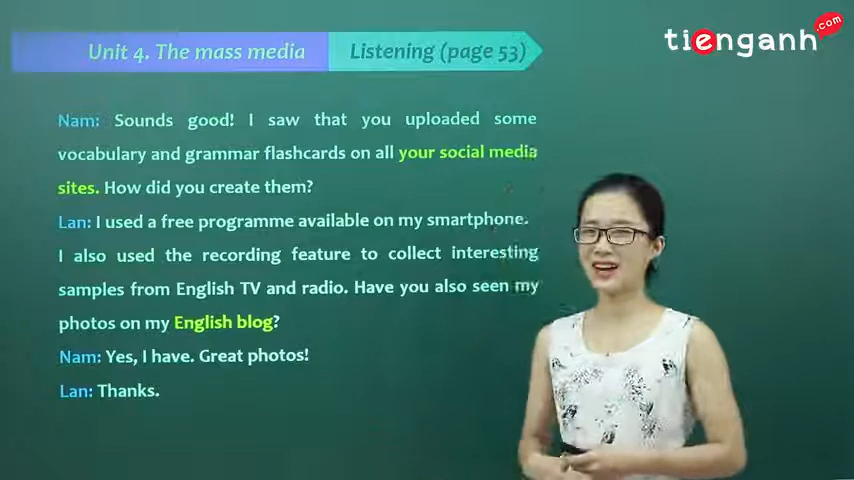 Unit 4. The mass media
Listening (page 53)
tienganh.com
Nam: Sounds good! I saw that you uploaded some
vocabulary and grammar flashcards on all your social media
sites. How did you create them?
Lan: I used a free programme available on my smartphone.
I also used the recording feature to collect interesting
samples from English TV and radio. Have you also seen my
photos on my English blog?
Nam: Yes, I have. Great photos!
Lan: Thanks.